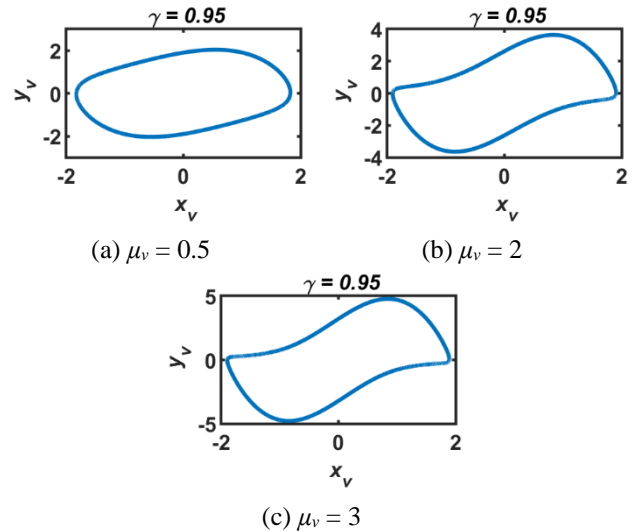 γ = 0.95
2
0
-2
y_v
-2
0
2
x_v
(a) μ_v = 0.5
γ = 0.95
4
2
0
-2
-4
y_v
-2
0
2
x_v
(b) μ_v = 2
γ = 0.95
5
0
-5
y_v
-2
0
2
x_v
(c) μ_v = 3